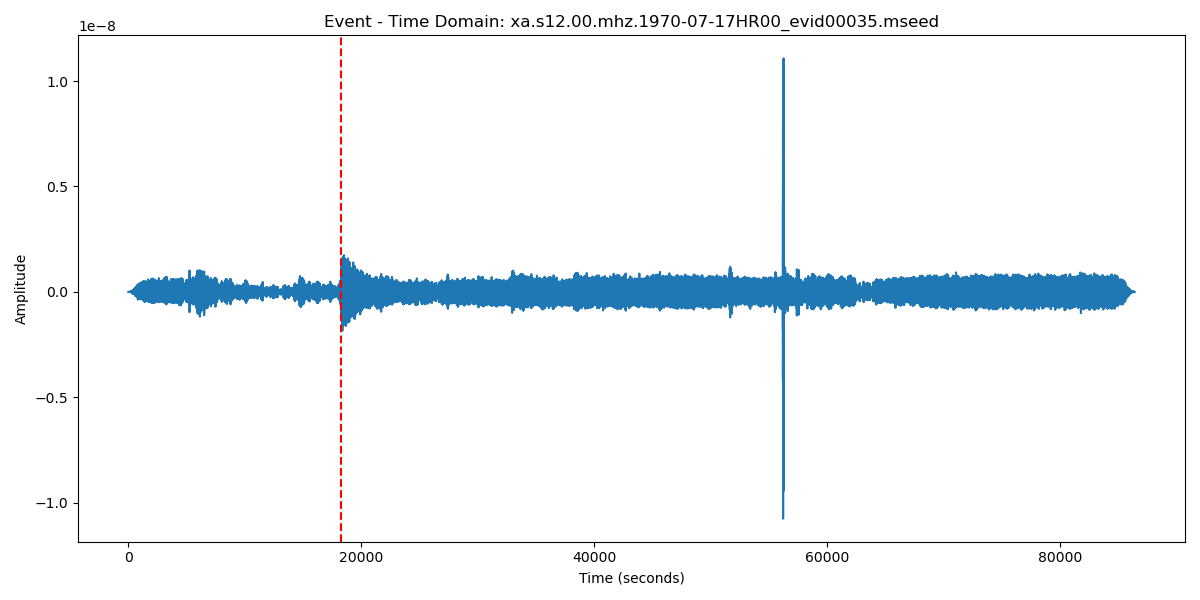 Event - Time Domain: xa.s12.00.mhz.1970-07-17HR00_evid00035.mseed
1e−8
1.0
0.5
0.0
−0.5
−1.0
Amplitude
0 20000 40000 60000 80000
Time (seconds)